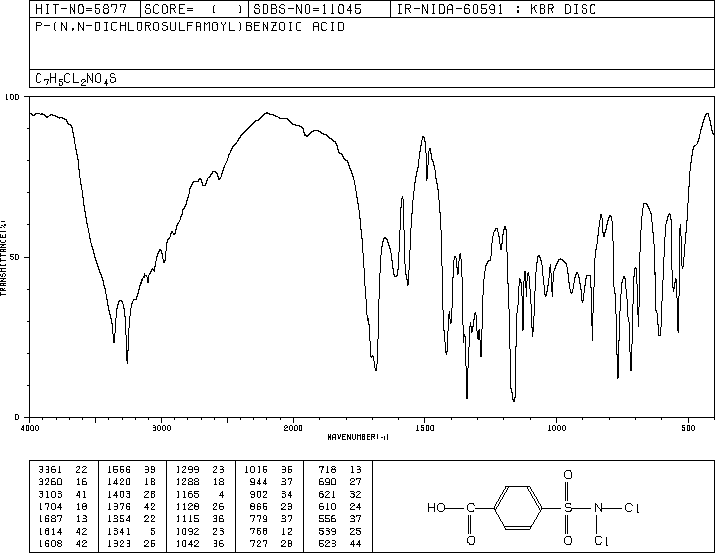 HIT-NO=5877 SCORE= ( ) SDBS-NO=11045 IR-NIDA-60591 : KBR DISC
P-(N,N-DICHLOROSULFAMOYL)BENZOIC ACID
C7H5CL2NO4S
100
50
0
TRANSMITTANCE(%)
4000 3000 2000 1500 1000 500
WAVENUMBER(-1)
3361 22 1566 39 1299 23 1016 36 718 13
3260 16 1420 18 1288 18 944 37 690 27
3103 41 1403 28 1165 4 902 34 621 32
1704 18 1376 42 1128 26 866 23 610 24
1687 13 1354 22 1115 36 779 37 556 37
1614 42 1341 5 1092 23 768 12 539 25
1608 42 1323 26 1042 36 727 28 523 44
O
HO
O
S
N
Cl
O
Cl